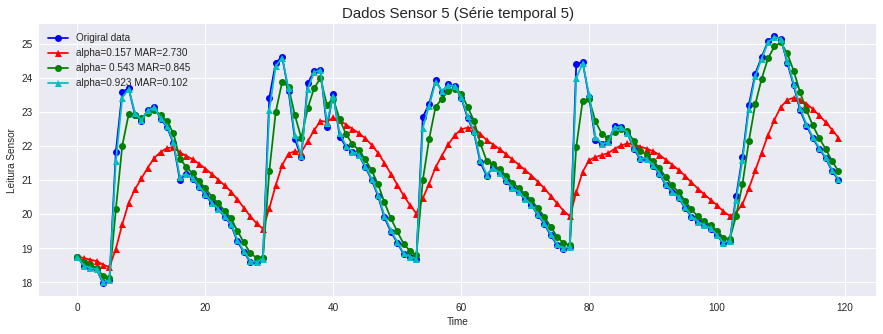 Dados Sensor 5 (Série temporal 5)
Origiral data
alpha=0.157 MAR=2.730
alpha= 0.543 MAR=0.845
alpha=0.923 MAR=0.102
Leitura Sensor
25
24
23
22
21
20
19
18
0 20 40 60 80 100 120
Time